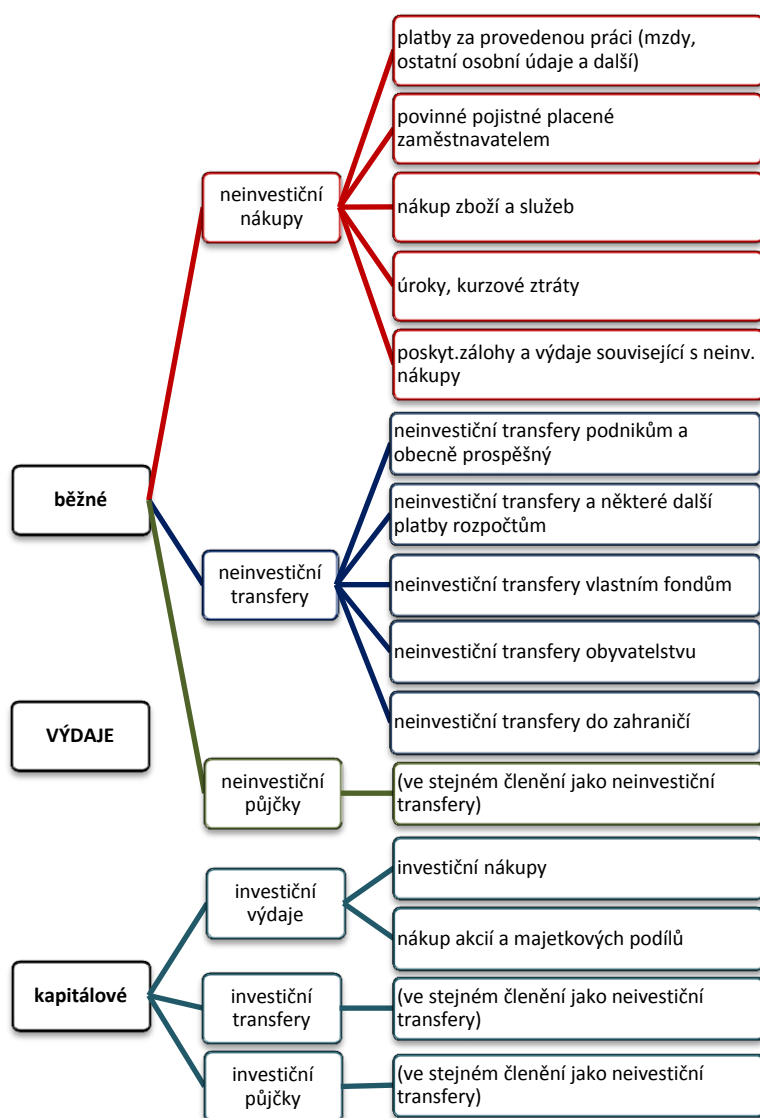 běžné
neinvestiční
nákupy
platby za provedenou práci (mzdy,
ostatní osobní údaje a další)
povinné pojistné placené
zaměstnavatelem
nákup zboží a služeb
úroky, kurzové ztráty
poskyt.zálohy a výdaje související s neinv.
nákupy
neinvestiční
transfery
neinvestiční transfery podnikům a
obecně prospěšný
neinvestiční transfery a některé další
platby rozpočtům
neinvestiční transfery vlastním fondům
neinvestiční transfery obyvatelstvu
neinvestiční transfery do zahraničí
neinvestiční
půjčky
(ve stejném členění jako neinvestiční
transfery)
VÝDAJE
kapitálové
investiční
výdaje
investiční nákupy
nákup akcií a majetkových podílů
investiční
transfery
(ve stejném členění jako neivestiční
transfery)
investiční
půjčky
(ve stejném členění jako neivestiční
transfery)